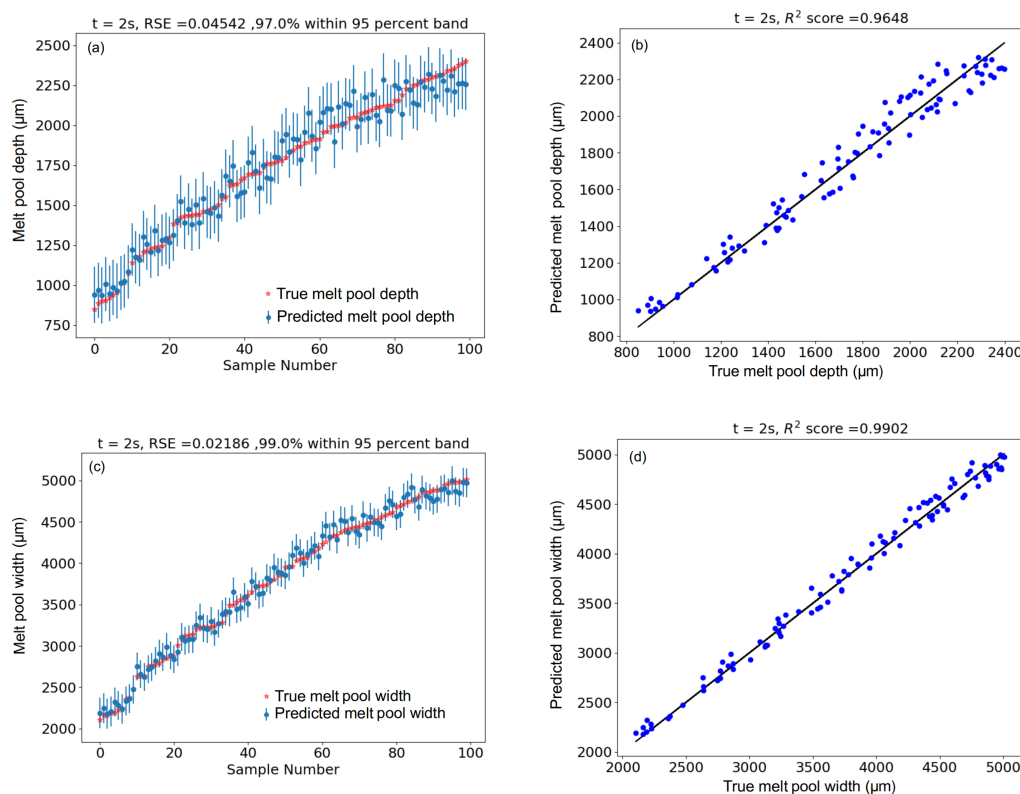 t = 2s, RSE =0.04542 ,97.0% within 95 percent band
(a)
Melt pool depth (µm)
2500
2250
2000
1750
1500
1250
1000
750
True melt pool depth
Predicted melt pool depth
0 20 40 60 80 100
Sample Number
t = 2s, R² score =0.9648
(b)
Predicted melt pool depth (µm)
2400
2200
2000
1800
1600
1400
1200
1000
800
800 1000 1200 1400 1600 1800 2000 2200 2400
True melt pool depth (µm)
t = 2s, RSE =0.02186 ,99.0% within 95 percent band
(c)
Melt pool width (µm)
5000
4500
4000
3500
3000
2500
2000
True melt pool width
Predicted melt pool width
0 20 40 60 80 100
Sample Number
t = 2s, R² score =0.9902
(d)
Predicted melt pool width (µm)
5000
4500
4000
3500
3000
2500
2000
2000 2500 3000 3500 4000 4500 5000
True melt pool width (µm)